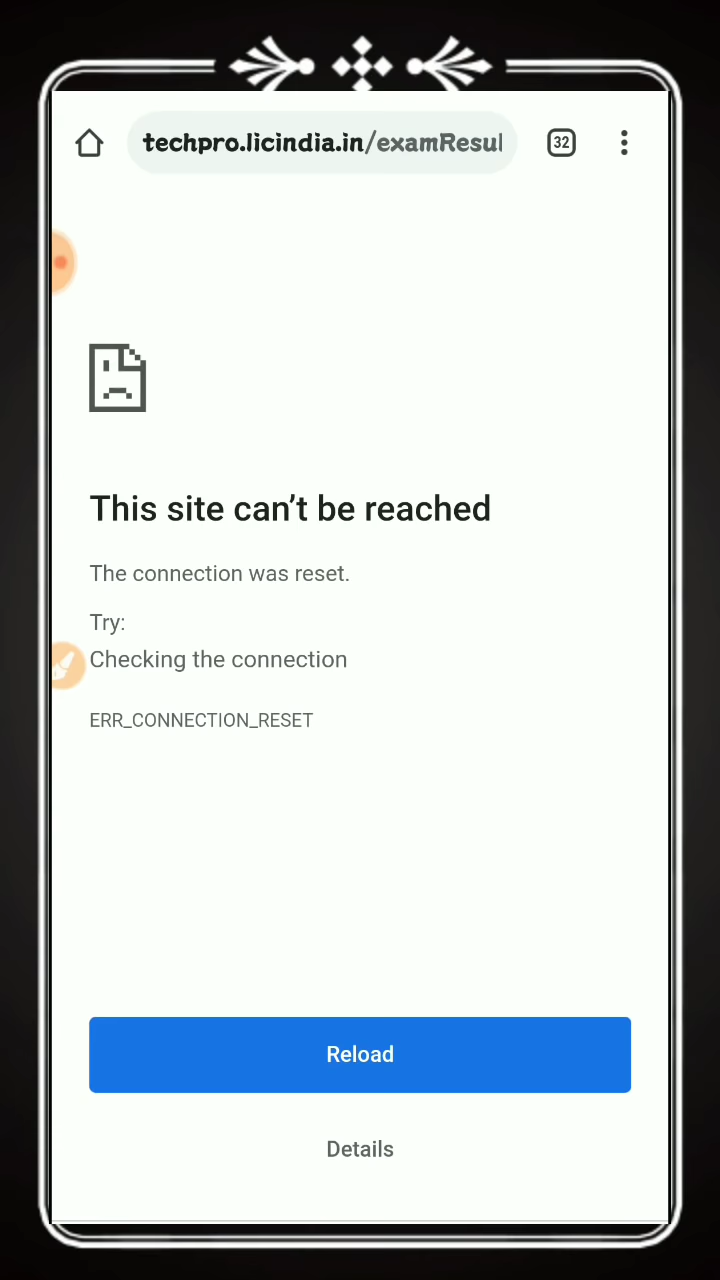 techpro.licindia.in/examResul
32
This site can’t be reached
The connection was reset.
Try:
Checking the connection
ERR_CONNECTION_RESET
Reload
Details